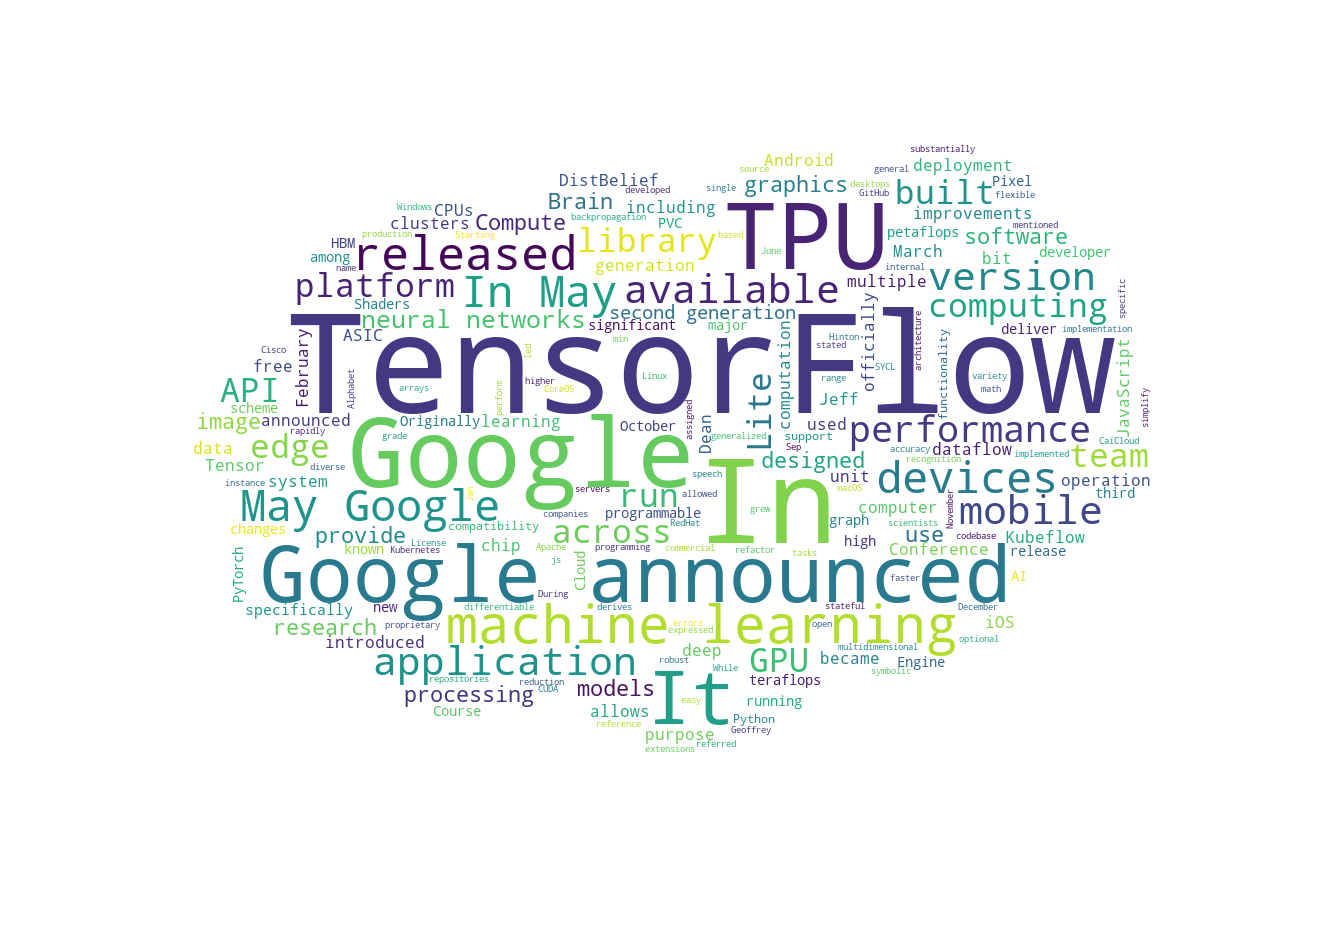 substantially
Android
source
general
deployment
DistBelief
developed
single
graphics
desktops
GitHub
built
Pixel
flexible
Windows
CPUs
Brain
including
TPU
improvements
clusters
Compute
backpropagation
PVC
mentioned
production
Starting
library
based
petaflops
software
HBM
released
June
March
developer
among
name
generation
internal
bit
platform
In May
available
multiple
version
specific
Shaders
second generation
computing
neural networks
significant
major
officially
deliver
implementation
ASIC
min
computation
Hinton
stated
architecture
February
TensorFlow
functionality
JavaScript
Cisco
free
led
Linux
range
SYCL
variety
math
Alphabet
arrays
perform
higher
CoreOS
Lite
Jeff
simplify
API
scheme
image
announced
Originally
learning
October
assigned
Dean
used
performance
rapidly
grade
Google
generalized
support
CaiCloud
data
edge
Sep
accuracy
dataflow
team
Tensor
diverse
designed
recognition
implemented
instance
system
speech
In
unit
devices
operation
Jan
servers
run
allowed
macOS
third
May Google
companies
programmable
grew
computer
November
mobile
changes
compatibility
across
RedHat
graph
scientists
provide
License
Apache
high
use
codebase
Kubeflow
known
Kubernetes
chip
programming
commercial
refactor
tasks
Conference
release
PyTorch
js
Cloud
Google announced
faster
AI
specifically
new
During
differentiable
derives
stateful
December
research
proprietary
machine learning
errors
expressed
open
iOS
introduced
optional
application
deep
GPU
multidimensional
robust
While
became
Engine
symbolic
repositories
reduction
teraflops
processing
CUDA
models
It
easy
running
Course
allows
Python
reference
purpose
Geoffrey
extensions
referred